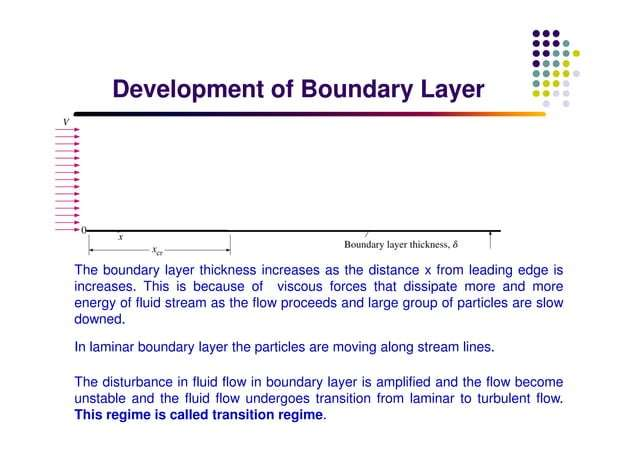 Development of Boundary Layer
V
0
x
xcr
Boundary layer thickness, δ
The boundary layer thickness increases as the distance x from leading edge is
increases. This is because of viscous forces that dissipate more and more
energy of fluid stream as the flow proceeds and large group of particles are slow
downed.
In laminar boundary layer the particles are moving along stream lines.
The disturbance in fluid flow in boundary layer is amplified and the flow become
unstable and the fluid flow undergoes transition from laminar to turbulent flow.
This regime is called transition regime.